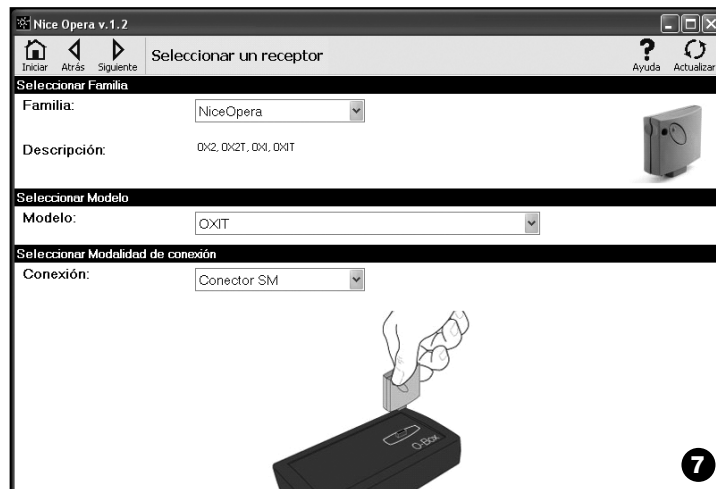 Nice Opera v.1.2
Iniciar Atrás Siguiente Seleccionar un receptor Ayuda Actualizar
Seleccionar Familia
Familia: NiceOpera
Descripción: OX2, OX2T, OXI, OXIT
Seleccionar Modelo
Modelo: OXIT
Seleccionar Modalidad de conexión
Conexión: Conector SM
O-Box
7